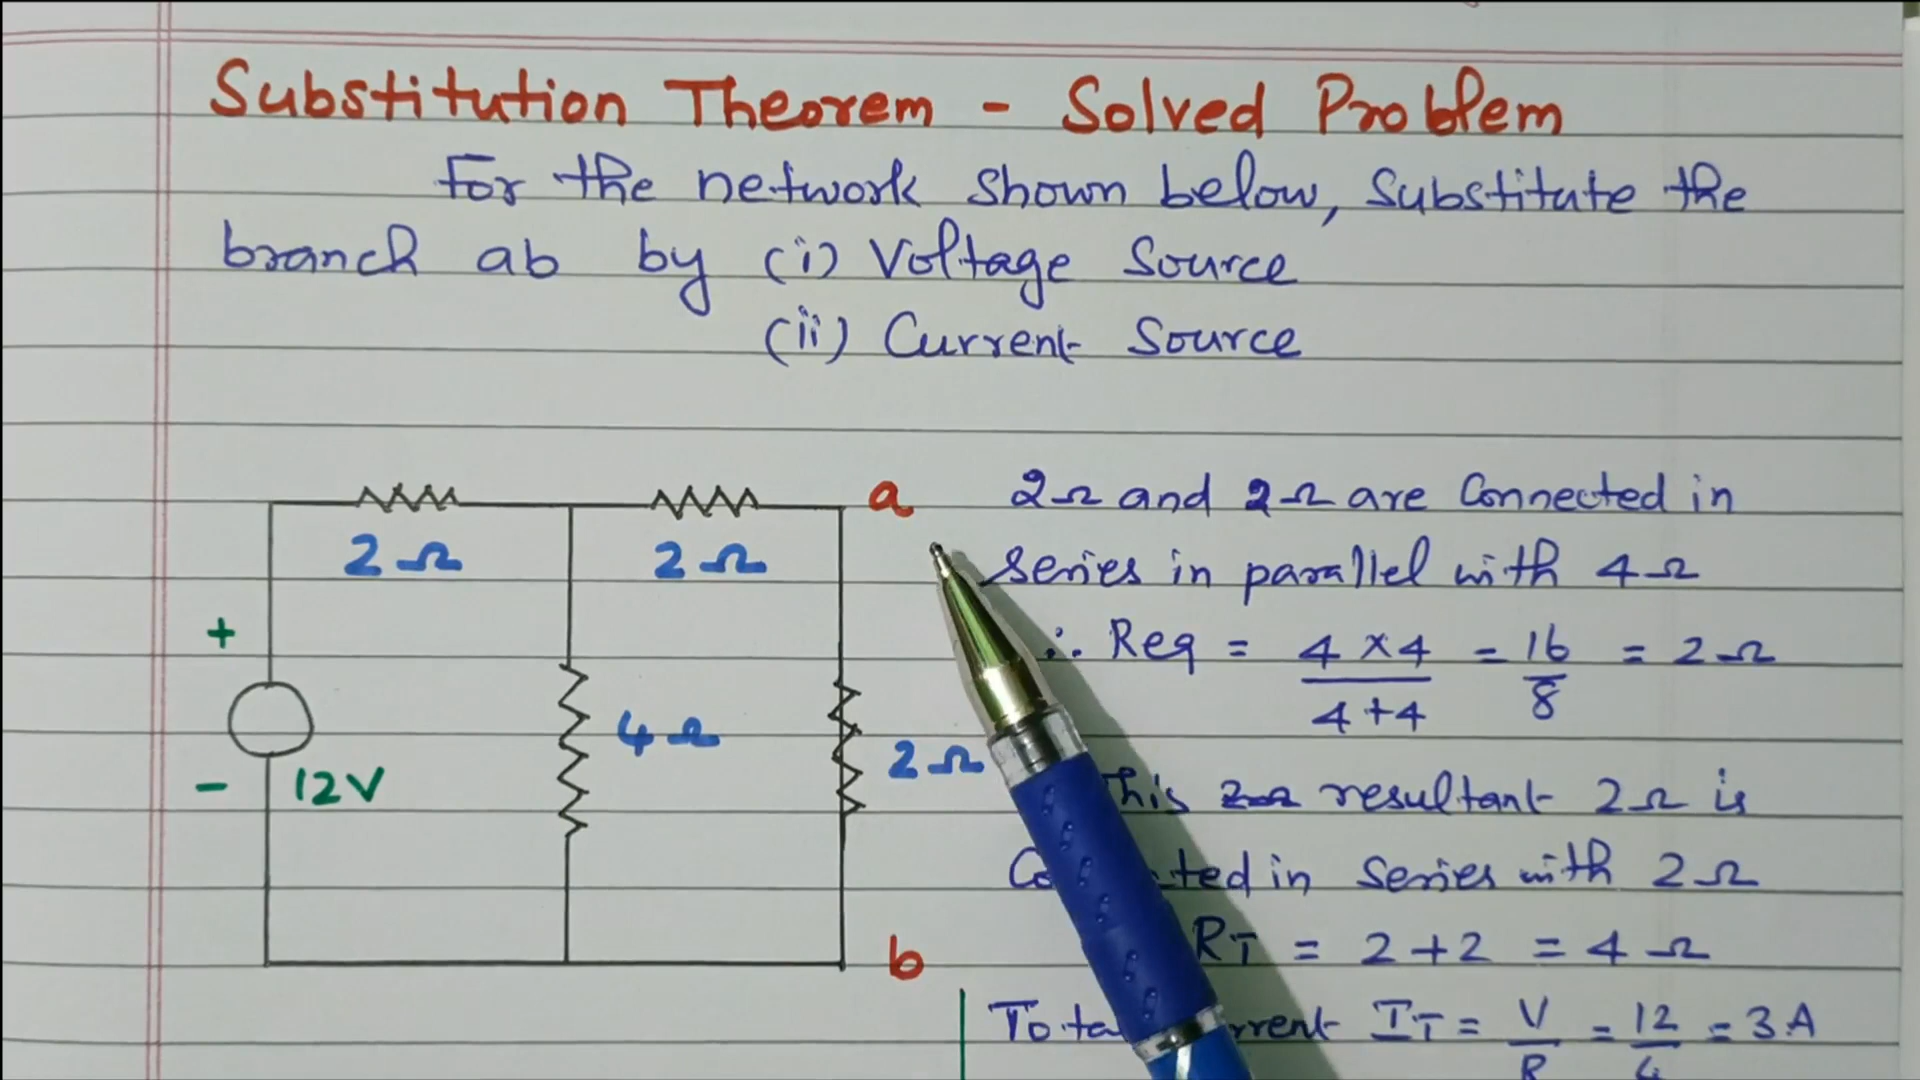 Substitution Theorem - Solved Problem
For the network shown below, Substitute the
branch ab by (i) Voltage Source
(ii) Current Source
2Ω 2Ω a
+
- 12V
4Ω
2Ω
b
2Ω and 2Ω are Connected in
series in parallel with 4Ω
∴ Req = 4×4 / 4+4 = 16/8 = 2Ω
resultant 2Ω is
in series with 2Ω
RT = 2+2 = 4Ω
IT = V/R = 12/4 = 3A